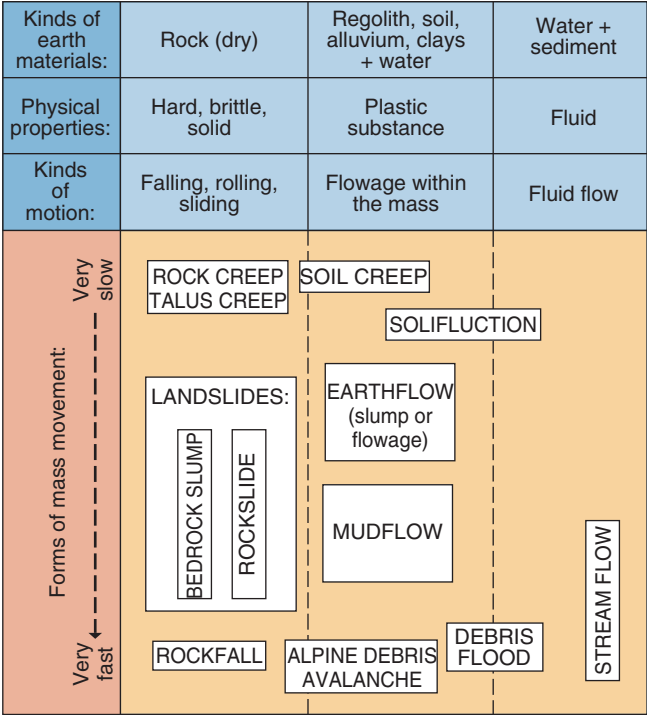 Kinds of
earth
materials:
Rock (dry)
Regolith, soil,
alluvium, clays
+ water
Water +
sediment
Physical
properties:
Hard, brittle,
solid
Plastic
substance
Fluid
Kinds
of
motion:
Falling, rolling,
sliding
Flowage within
the mass
Fluid flow
Forms of mass movement:
Very
slow
Very
fast
ROCK CREEP
TALUS CREEP
SOIL CREEP
SOLIFLUCTION
LANDSLIDES:
BEDROCK SLUMP
ROCKSLIDE
EARTHFLOW
(slump or
flowage)
MUDFLOW
STREAM FLOW
ROCKFALL
ALPINE DEBRIS
AVALANCHE
DEBRIS
FLOOD